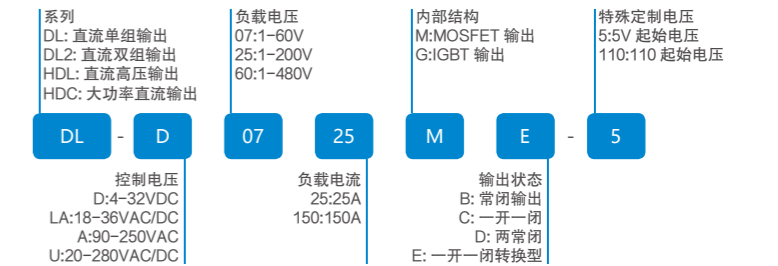 系列
DL: 直流单组输出
DL2: 直流双组输出
HDL: 直流高压输出
HDC: 大功率直流输出
负载电压
07:1-60V
25:1-200V
60:1-480V
内部结构
M:MOSFET 输出
G:IGBT 输出
特殊定制电压
5:5V 起始电压
110:110 起始电压
DL - D 07 25 M E - 5
控制电压
D:4-32VDC
LA:18-36VAC/DC
A:90-250VAC
U:20-280VAC/DC
负载电流
25:25A
150:150A
输出状态
B: 常闭输出
C: 一开一闭
D: 两常闭
E: 一开一闭转换型